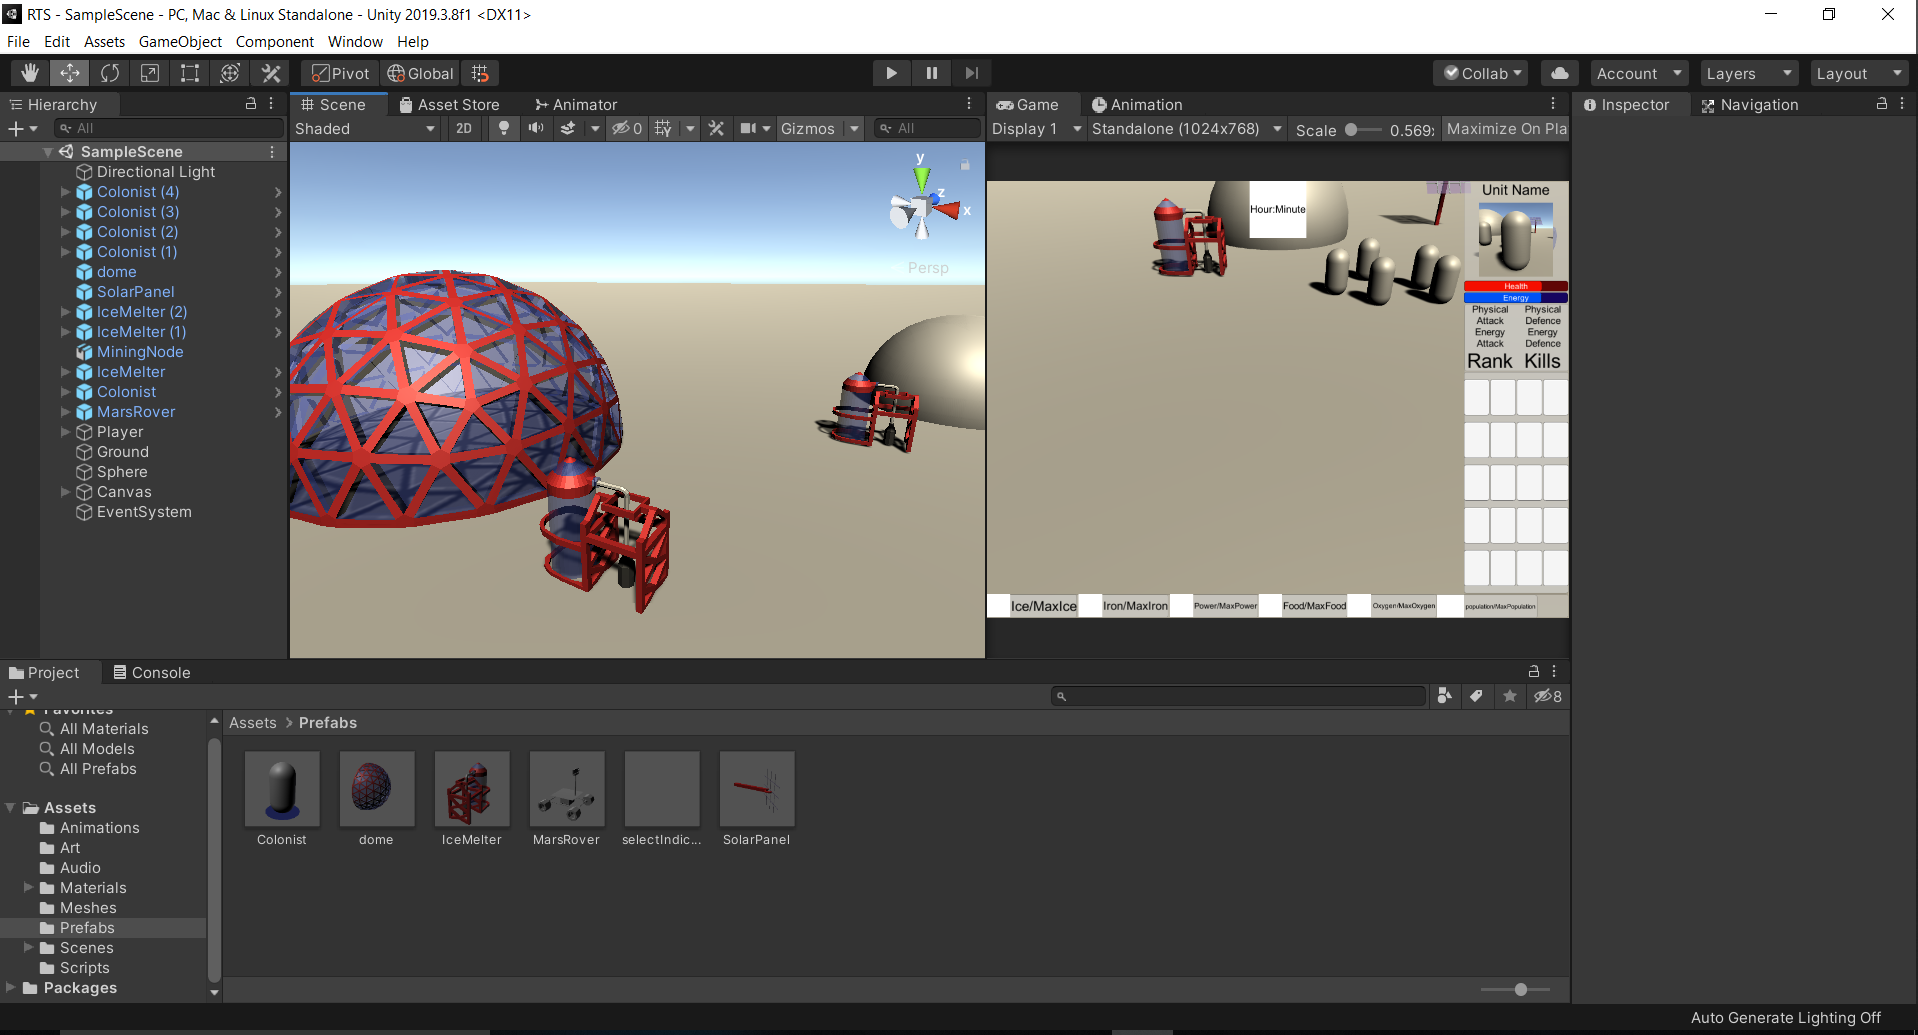 RTS - SampleScene - PC, Mac & Linux Standalone - Unity 2019.3.8f1 <DX11>
File Edit Assets GameObject Component Window Help
Pivot Global Collab Account Layers Layout
Hierarchy
All
SampleScene
Directional Light
Colonist (4)
Colonist (3)
Colonist (2)
Colonist (1)
dome
SolarPanel
IceMelter (2)
IceMelter (1)
MiningNode
IceMelter
Colonist
MarsRover
Player
Ground
Sphere
Canvas
EventSystem
Scene Asset Store Animator
Shaded 2D 0 Gizmos All
y
z
x
Persp
Game Animation
Display 1 Standalone (1024x768) Scale 0.569: Maximize On Pla
Hour:Minute
Unit Name
Health
Energy
Physical Attack
Physical Defence
Energy Attack
Energy Defence
Rank Kills
Ice/MaxIce Iron/MaxIron Power/MaxPower Food/MaxFood Oxygen/MaxOxygen population/MaxPopulation
Inspector Navigation
Project Console
8
Favorites
All Materials
All Models
All Prefabs
Assets
Animations
Art
Audio
Materials
Meshes
Prefabs
Scenes
Scripts
Packages
Assets > Prefabs
Colonist dome IceMelter MarsRover selectIndic... SolarPanel
Auto Generate Lighting Off